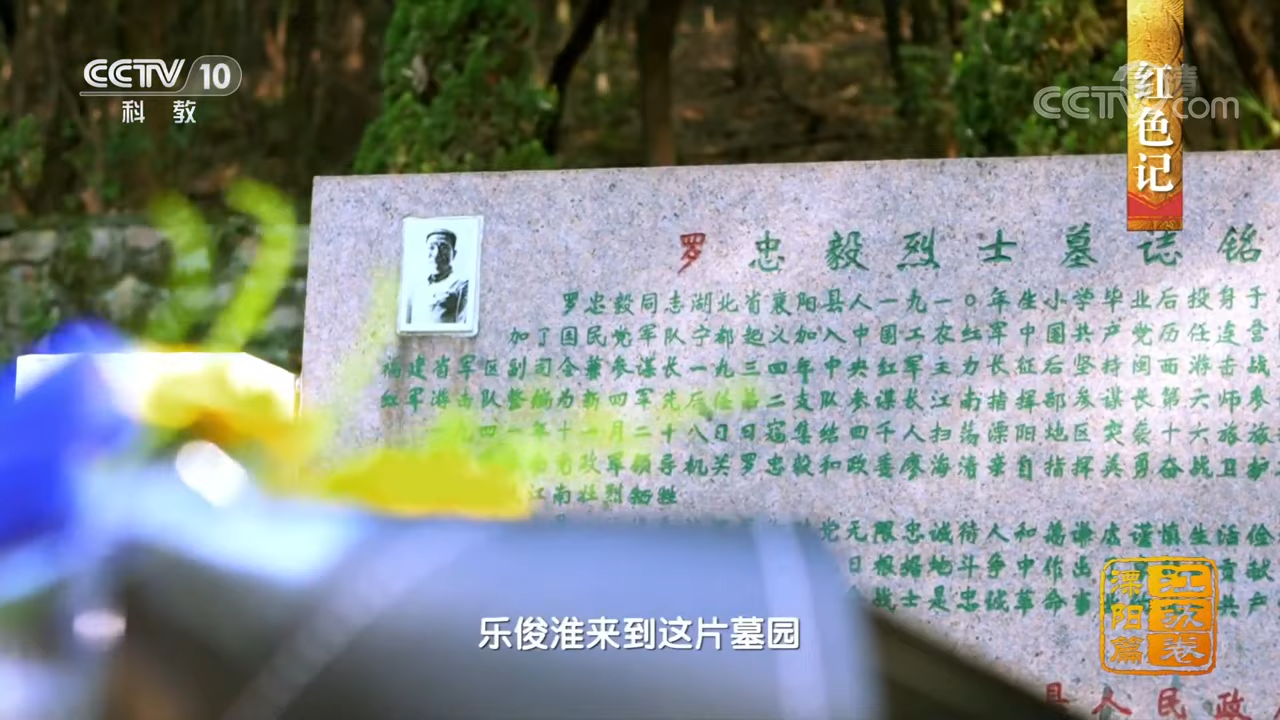 CCTV 10
科教
CCTV.com
红色记
罗忠毅烈士墓志铭
罗忠毅同志湖北省襄阳县人一九一〇年生小学毕业后投身于
加了国民党军队宁都起义加入中国工农红军中国共产党历任连营
福建省军区副司令兼参谋长一九三四年中央红军主力长征后坚持闽西游击战
红军游击队整编为新四军先后任第二支队参谋长江南指挥部参谋长第六师参
四一年十一月二十八日日寇集结四千人扫荡溧阳地区突袭十六旅旅
党政军领导机关罗忠毅和政委廖海涛亲自指挥英勇奋战卫护
江南壮烈牺牲
党无限忠诚待人和蔼谦虚谨慎生活俭
日根据地斗争中作出贡献
战士是忠诚革命事共产
县人民政
江苏卷
溧阳篇
乐俊淮来到这片墓园